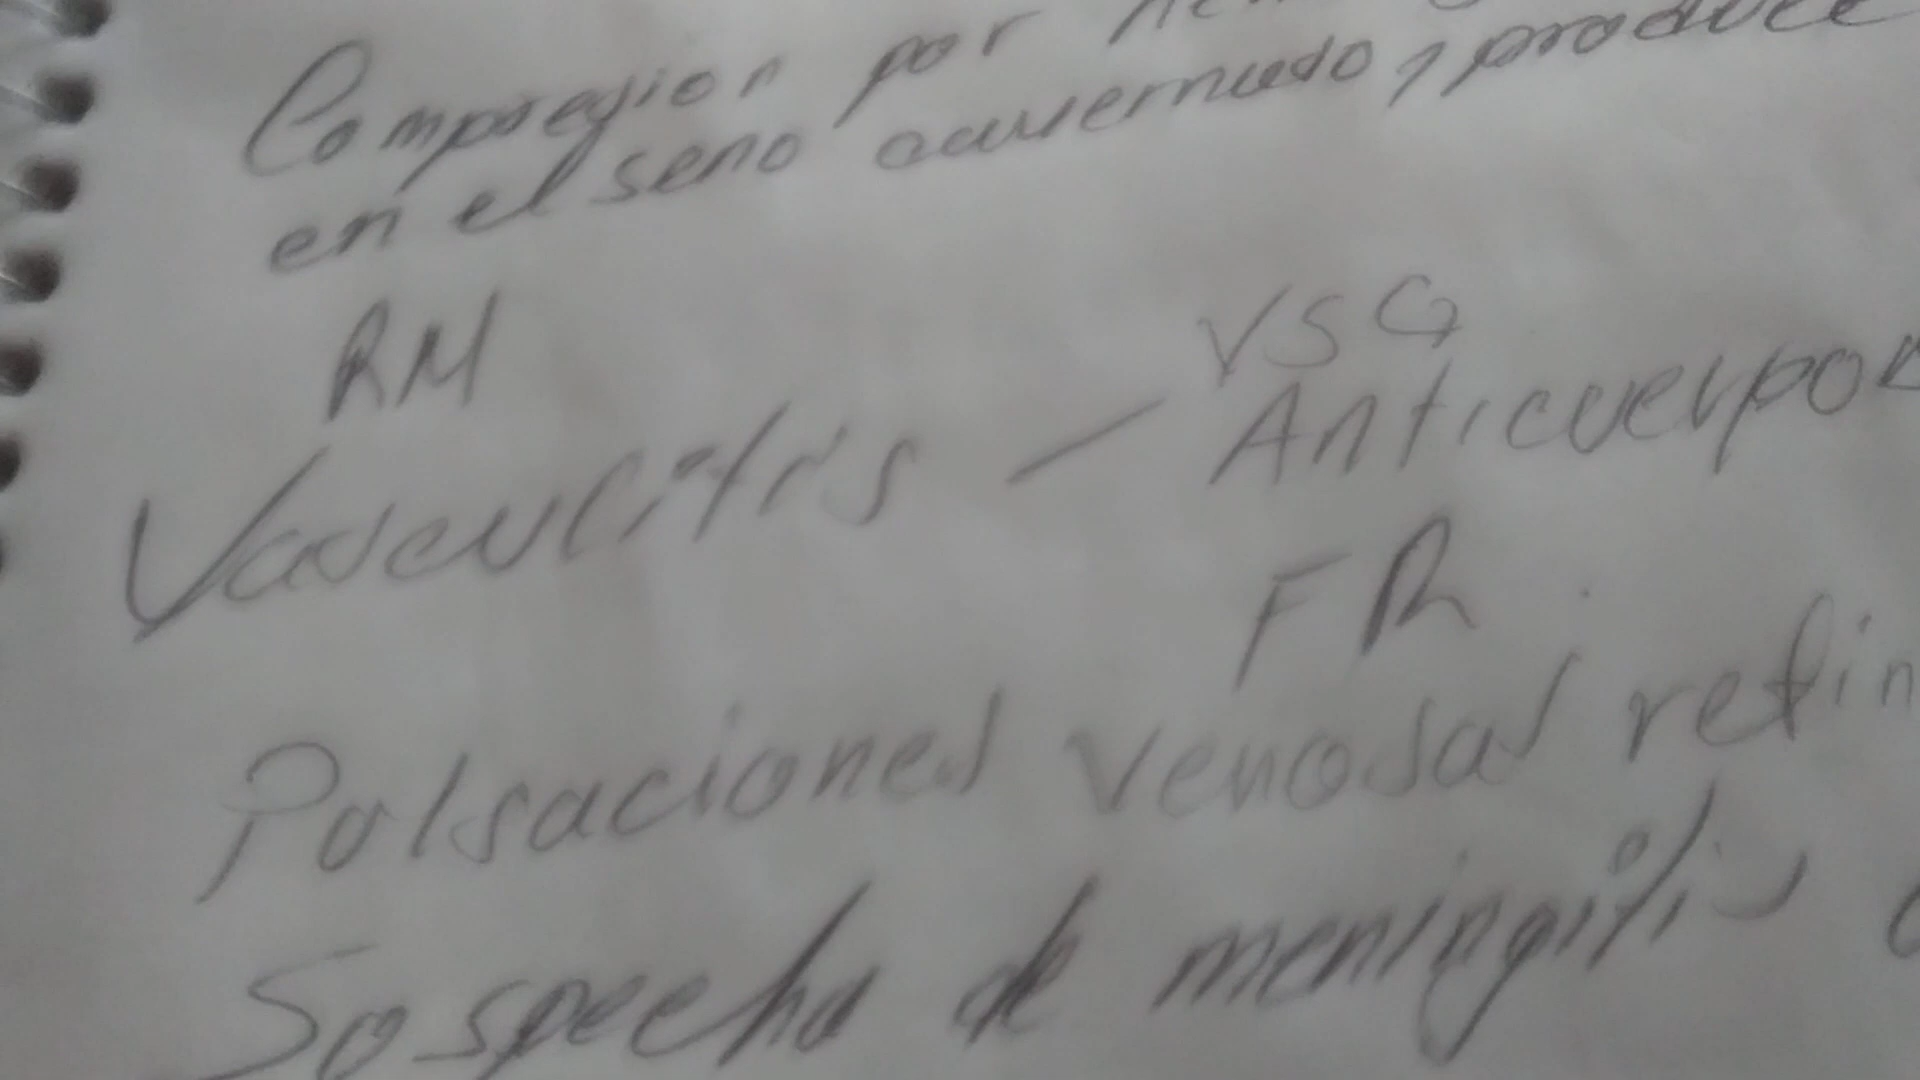 Compresion por
en el seno cavernoso, produce
RM
VSG
Vasculitis - Anticuerpos
FR
Pulsaciones venosas retin
Sospecha de meningitis